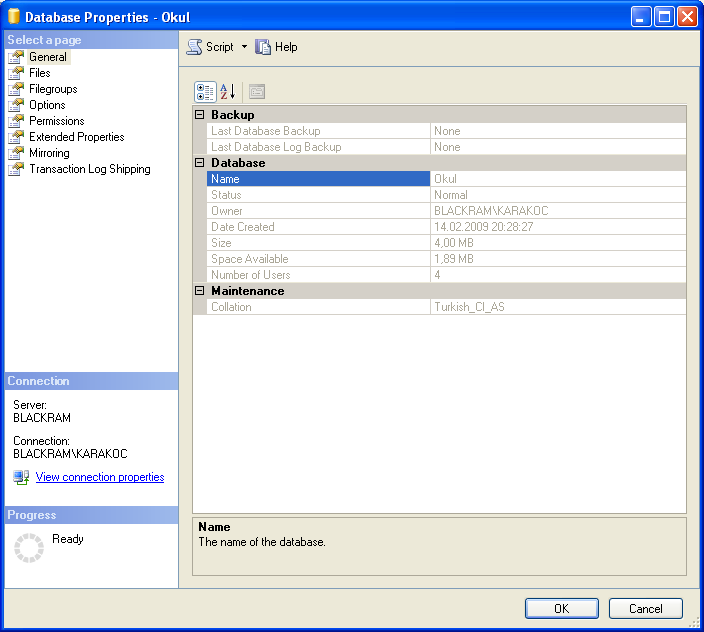 Database Properties - Okul
Select a page
General
Files
Filegroups
Options
Permissions
Extended Properties
Mirroring
Transaction Log Shipping
Connection
Server:
BLACKRAM
Connection:
BLACKRAM\KARAKOC
View connection properties
Progress
Ready
Script Help
Backup
Last Database Backup None
Last Database Log Backup None
Database
Name Okul
Status Normal
Owner BLACKRAM\KARAKOC
Date Created 14.02.2009 20:28:27
Size 4,00 MB
Space Available 1,89 MB
Number of Users 4
Maintenance
Collation Turkish_CI_AS
Name
The name of the database.
OK Cancel